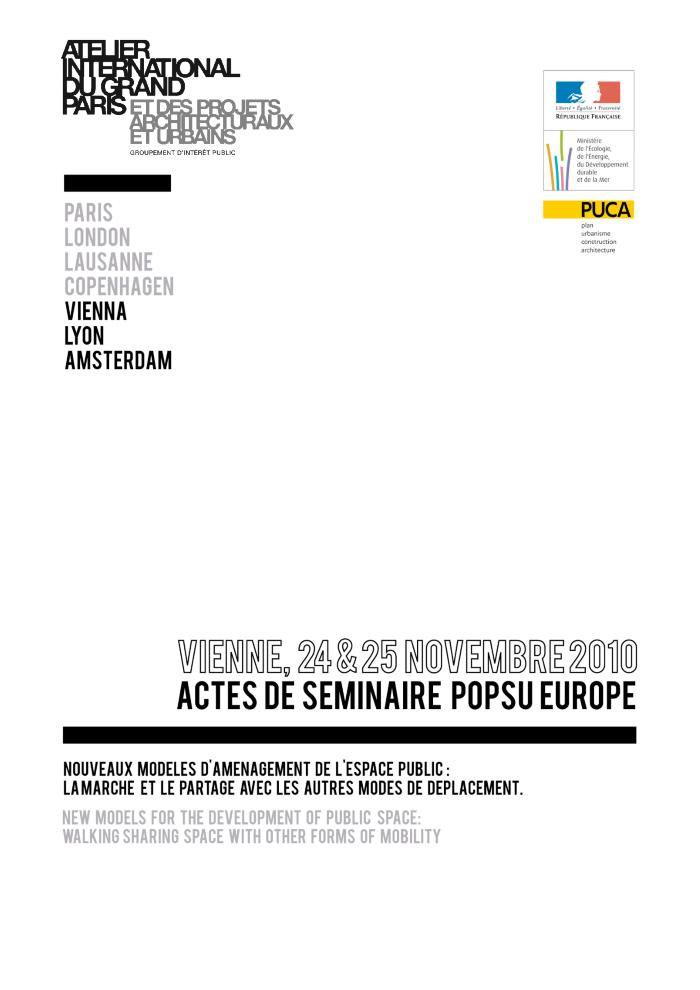 ATELIER
INTERNATIONAL
DU GRAND
PARIS ET DES PROJETS
ARCHITECTURAUX
ET URBAINS
GROUPEMENT D'INTERÊT PUBLIC
Liberté • Égalité • Fraternité
RÉPUBLIQUE FRANÇAISE
Ministère
de l'Écologie,
de l'Énergie,
du Développement
durable
et de la Mer
PUCA
plan
urbanisme
construction
architecture
PARIS
LONDON
LAUSANNE
COPENHAGEN
VIENNA
LYON
AMSTERDAM
VIENNE, 24 & 25 NOVEMBRE 2010
ACTES DE SEMINAIRE POPSU EUROPE
NOUVEAUX MODELES D'AMENAGEMENT DE L'ESPACE PUBLIC :
LA MARCHE ET LE PARTAGE AVEC LES AUTRES MODES DE DEPLACEMENT.
NEW MODELS FOR THE DEVELOPMENT OF PUBLIC SPACE:
WALKING SHARING SPACE WITH OTHER FORMS OF MOBILITY